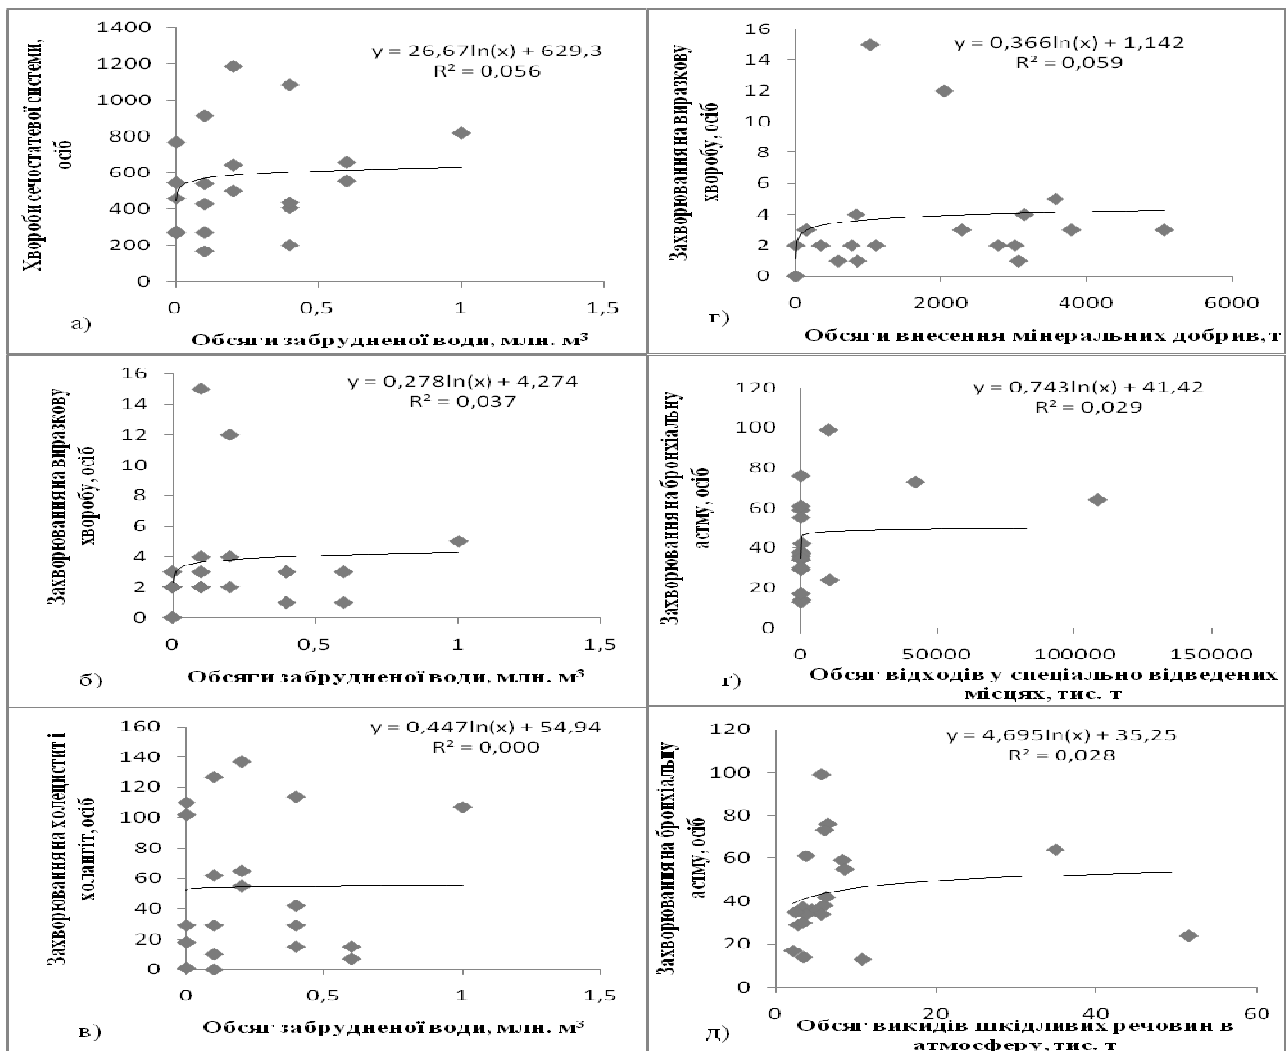 Хвороби сечостатевої системи,
осіб
1400
1200
1000
800
600
400
200
0
y = 26,67ln(x) + 629,3
R² = 0,056
0 0,5 1 1,5
а)
Обсяги забрудненої води, млн. м³
Захворювання на виразкову
хворобу, осіб
16
14
12
10
8
6
4
2
0
y = 0,366ln(x) + 1,142
R² = 0,059
0 2000 4000 6000
г)
Обсяги внесення мінеральних добрив, т
Захворювання на виразкову
хворобу, осіб
16
14
12
10
8
6
4
2
0
y = 0,278ln(x) + 4,274
R² = 0,037
0 0,5 1 1,5
б)
Обсяги забрудненої води, млн. м³
Захворювання на бронхіальну
астму, осіб
120
100
80
60
40
20
0
y = 0,743ln(x) + 41,42
R² = 0,029
0 50000 100000 150000
ґ)
Обсяг відходів у спеціально відведених
місцях, тис. т
Захворювання на холецистит і
холангіт, осіб
160
140
120
100
80
60
40
20
0
y = 0,447ln(x) + 54,94
R² = 0,000
0 0,5 1 1,5
в)
Обсяг забрудненої води, млн. м³
Захворювання на бронхіальну
астму, осіб
100
80
60
40
20
0
y = 4,695ln(x) + 35,25
R² = 0,028
0 20 40 60
д)
Обсяг викидів шкідливих речовин в
атмосферу, тис. т